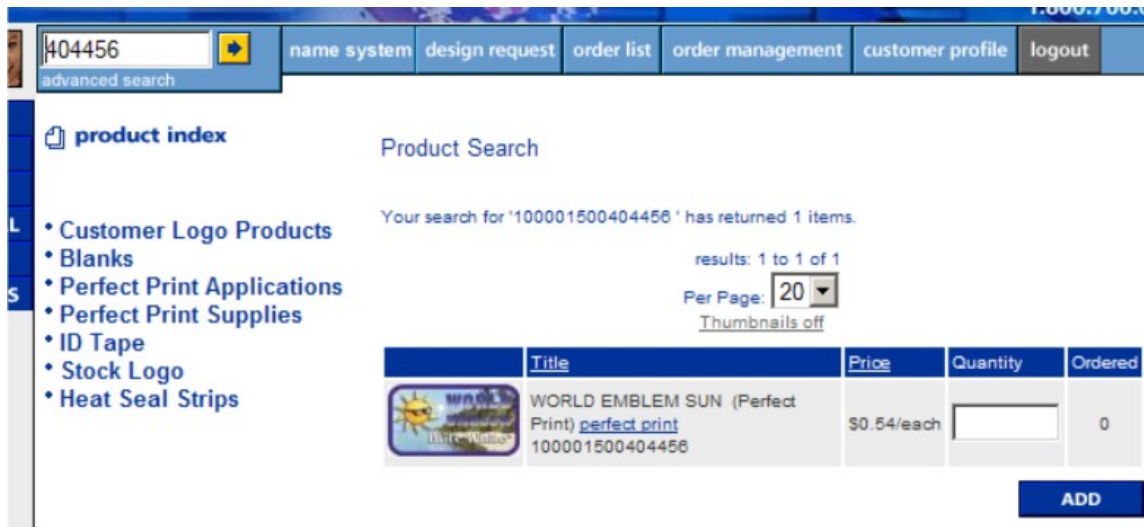 404456
advanced search
name system
design request
order list
order management
customer profile
logout
L
S
product index
• Customer Logo Products
• Blanks
• Perfect Print Applications
• Perfect Print Supplies
• ID Tape
• Stock Logo
• Heat Seal Strips
Product Search
Your search for '100001500404456 ' has returned 1 items.
results: 1 to 1 of 1
Per Page: 20
Thumbnails off
Title Price Quantity Ordered
WORLD
WORLD EMBLEM SUN (Perfect
Print) perfect print
100001500404456
$0.54/each
0
ADD